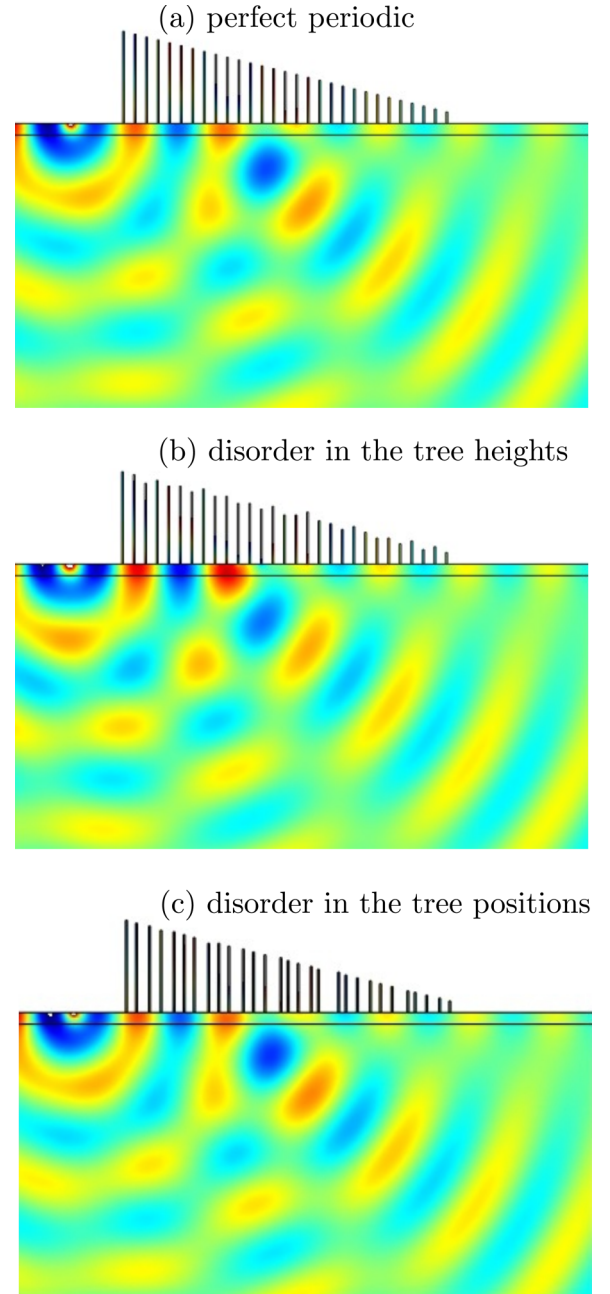 (a) perfect periodic
(b) disorder in the tree heights
(c) disorder in the tree positions